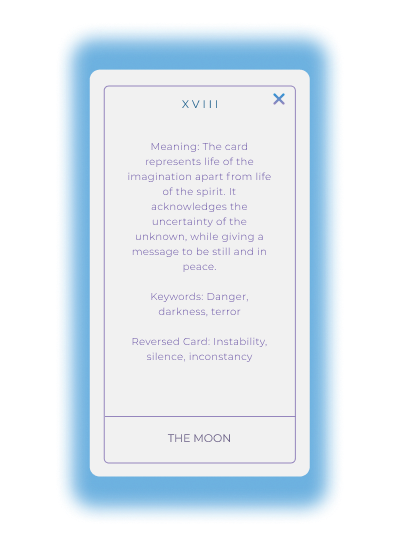 XVIII
Meaning: The card
represents life of the
imagination apart from life
of the spirit. It
acknowledges the
uncertainty of the
unknown, while giving a
message to be still and in
peace.
Keywords: Danger,
darkness, terror
Reversed Card: Instability,
silence, inconstancy
THE MOON